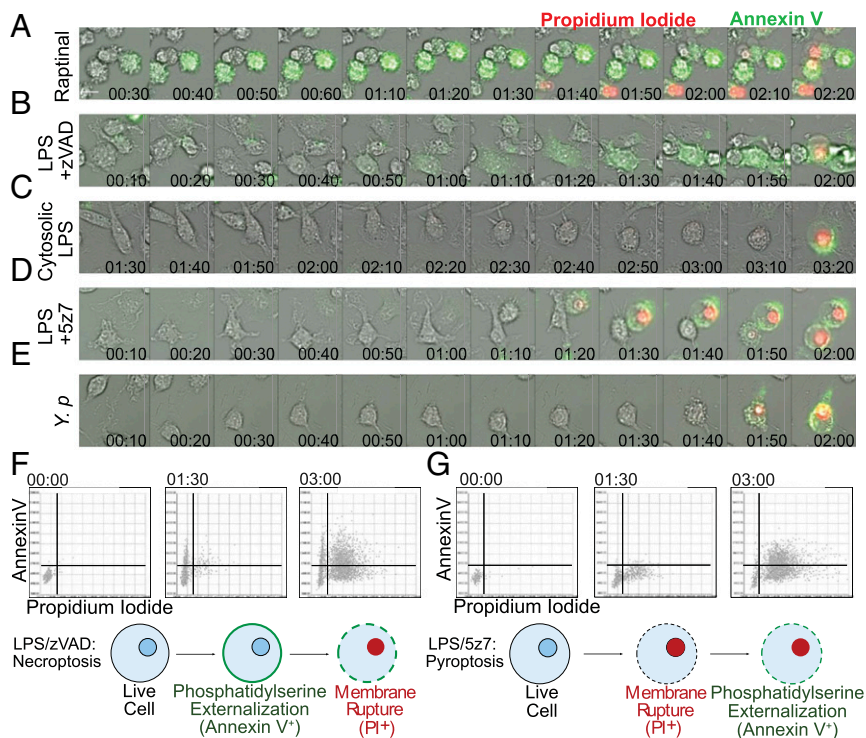 Propidium Iodide Annexin V
A
Raptinal
00:30 00:40 00:50 00:60 01:10 01:20 01:30 01:40 01:50 02:00 02:10 02:20
B
LPS
+zVAD
00:10 00:20 00:30 00:40 01:00 01:10 01:20 01:30 01:40 01:50 02:00
C
Cytosolic
LPS
01:30 01:40 01:50 02:00 02:10 02:20 02:30 02:40 02:50 03:00 03:10 03:20
D
LPS
+5z7
00:10 00:20 00:30 00:40 00:50 01:00 01:10 01:20 01:30 01:40 01:50 02:00
E
Y. p
00:10 00:20 00:30 00:40 00:50 01:00 01:10 01:20 01:30 01:40 01:50 02:00
F
00:00 01:30 03:00
AnnexinV
Propidium Iodide
LPS/zVAD:
Necroptosis
Live
Cell
Phosphatidylserine
Externalization
(Annexin V+)
Membrane
Rupture
(PI+)
G
00:00 01:30 03:00
AnnexinV
Propidium Iodide
LPS/5z7:
Pyroptosis
Live
Cell
Membrane
Rupture
(PI+)
Phosphatidylserine
Externalization
(Annexin V+)